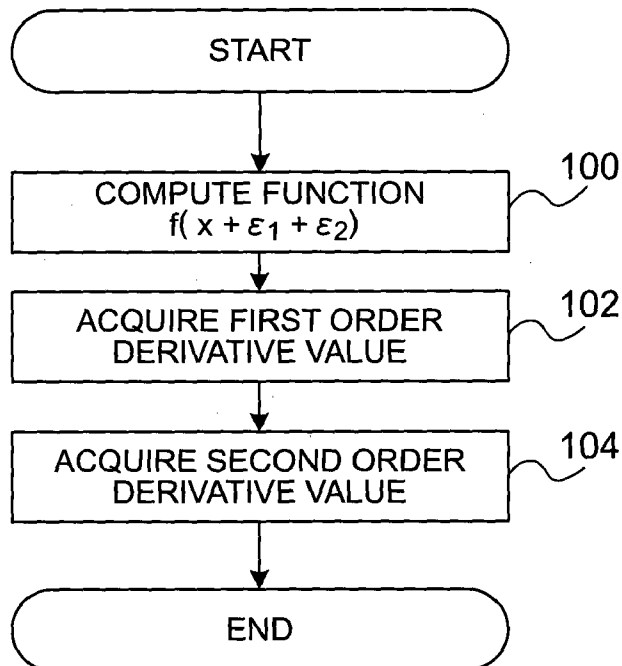 START
100
COMPUTE FUNCTION
f( x + ε1 + ε2)
102
ACQUIRE FIRST ORDER
DERIVATIVE VALUE
104
ACQUIRE SECOND ORDER
DERIVATIVE VALUE
END